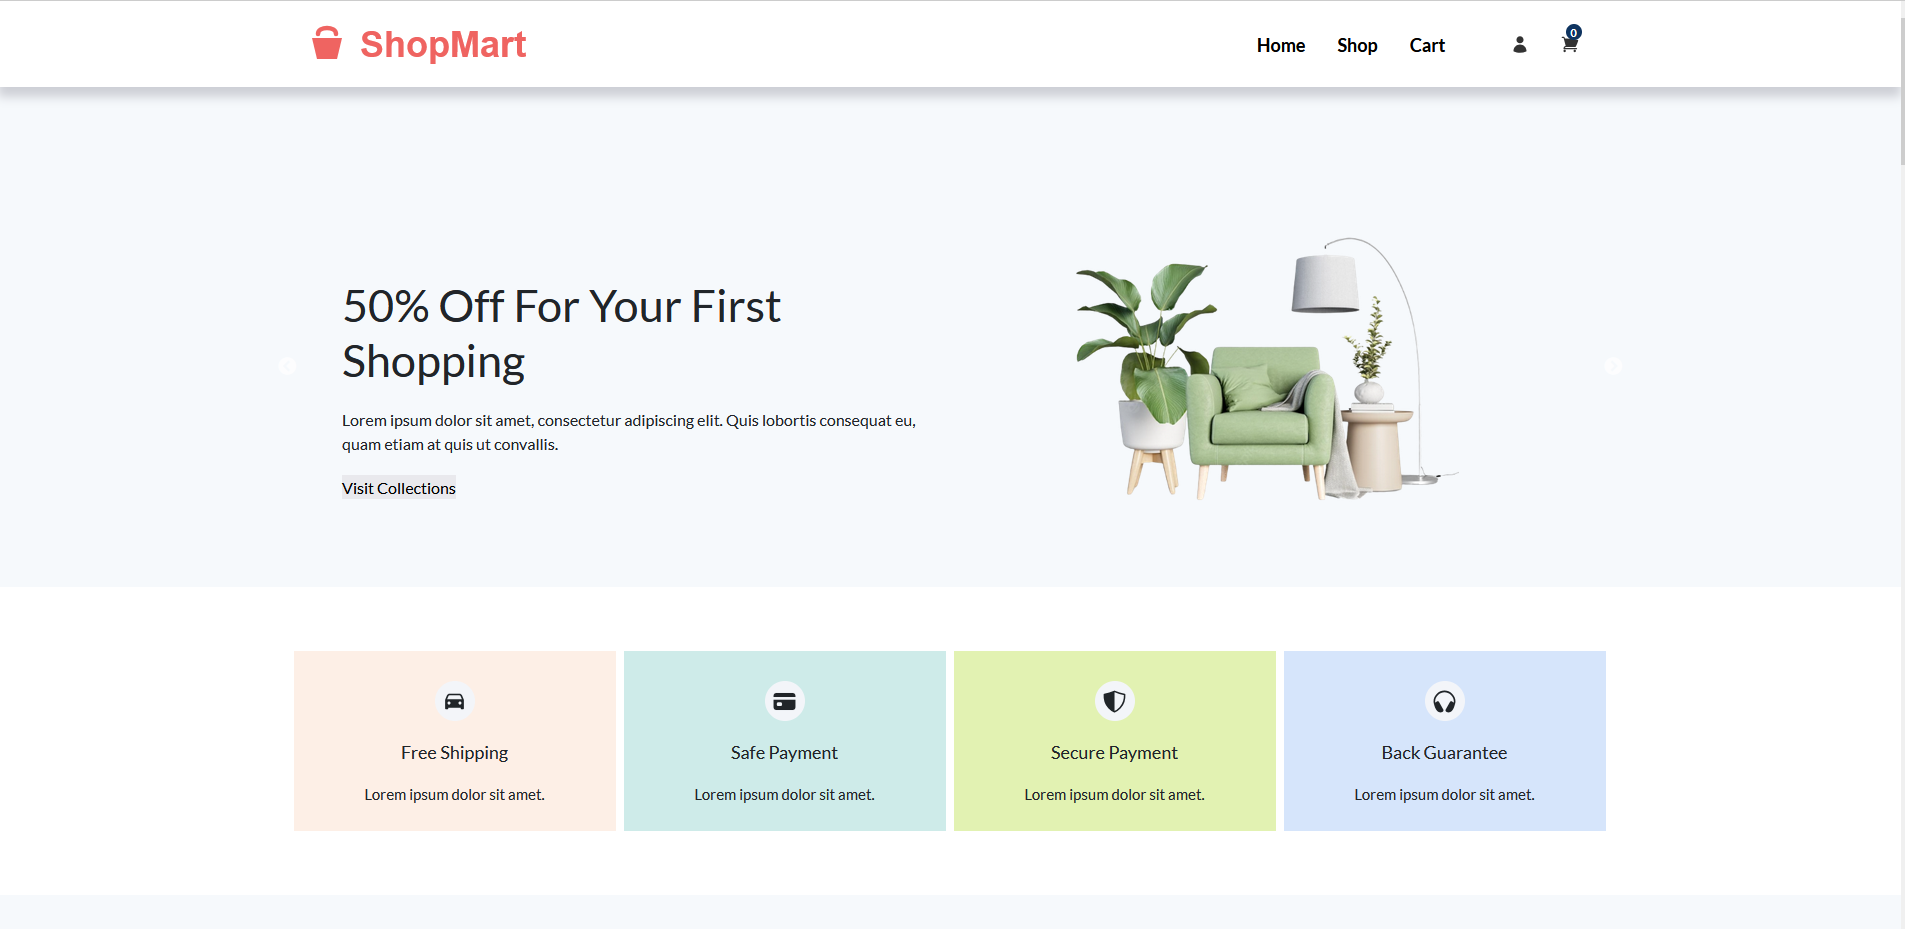 ShopMart
Home Shop Cart
0
50% Off For Your First
Shopping
Lorem ipsum dolor sit amet, consectetur adipiscing elit. Quis lobortis consequat eu,
quam etiam at quis ut convallis.
Visit Collections
Free Shipping
Lorem ipsum dolor sit amet.
Safe Payment
Lorem ipsum dolor sit amet.
Secure Payment
Lorem ipsum dolor sit amet.
Back Guarantee
Lorem ipsum dolor sit amet.